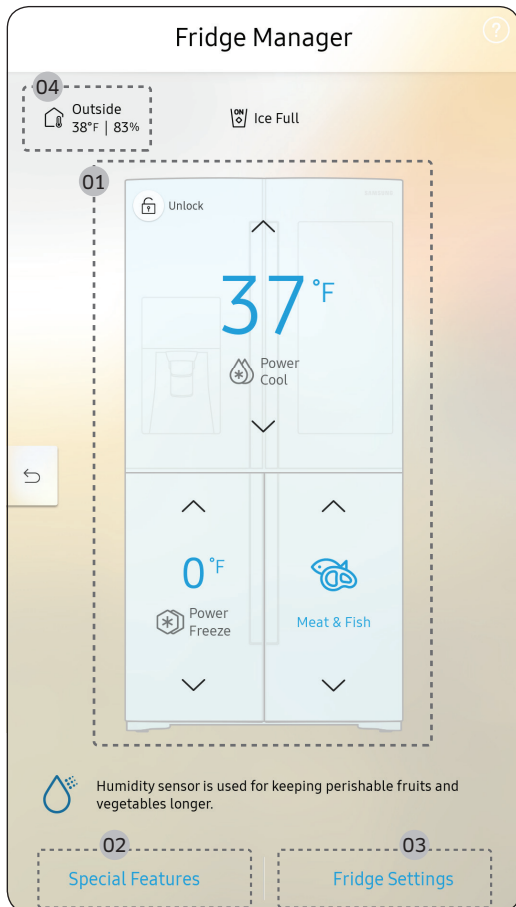 Fridge Manager
?
04
Outside
38°F | 83%
ON
Ice Full
01
Unlock
37°F
Power
Cool
0°F
Power
Freeze
Meat & Fish
Humidity sensor is used for keeping perishable fruits and
vegetables longer.
02
03
Special Features
Fridge Settings